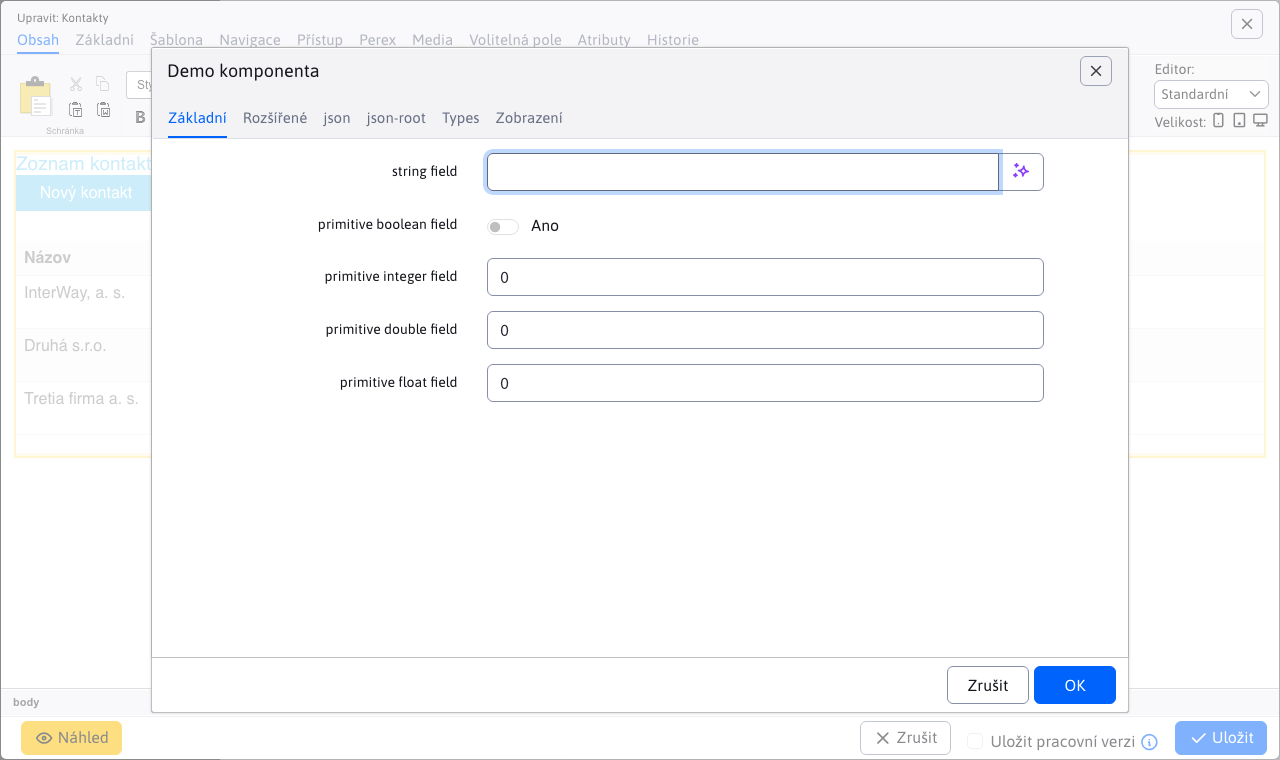 Upravit: Kontakty
Obsah Základní Šablona Navigace Přístup Perex Media Volitelná pole Atributy Historie
Demo komponenta
Editor:
Standardní
Velikost:
B
Schránka
Základní Rozšířené json json-root Types Zobrazení
string field
primitive boolean field Ano
primitive integer field 0
primitive double field 0
primitive float field 0
Zoznam kontakt
Nový kontakt
Názov
InterWay, a. s.
Druhá s.r.o.
Tretia firma a. s.
Zrušit OK
body
Náhled Zrušit Uložit pracovní verzi Uložit